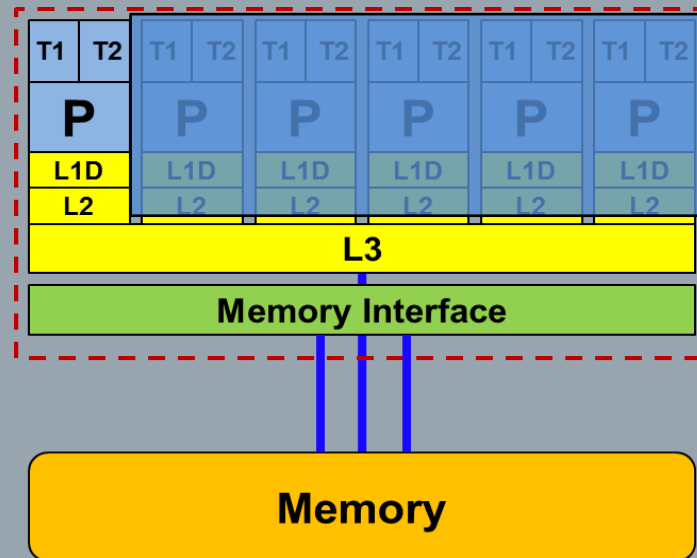 T1 T2 T1 T2 T1 T2 T1 T2 T1 T2 T1 T2
P P P P P P
L1D L1D L1D L1D L1D L1D
L2 L2 L2 L2 L2 L2
L3
Memory Interface
Memory